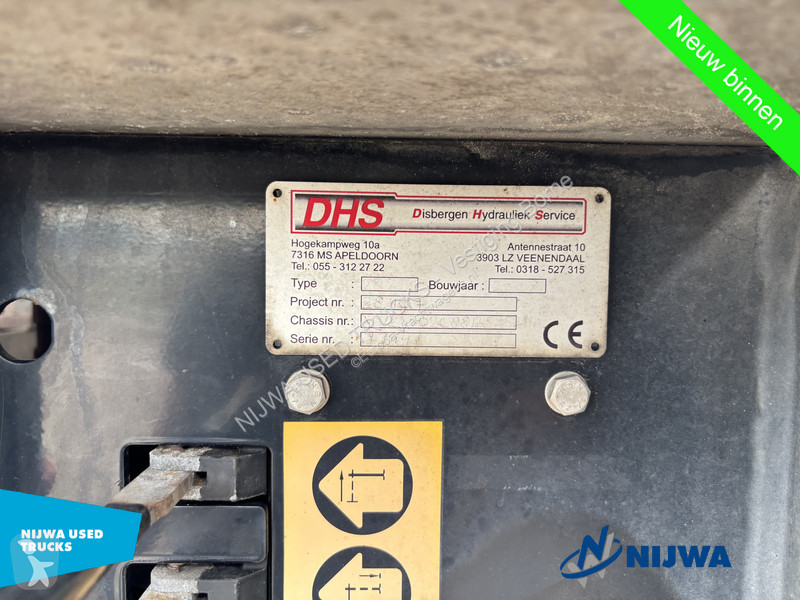 Nieuw binnen
DHS Disbergen Hydrauliek Service
Hogekampweg 10a
7316 MS APELDOORN
Tel.: 055 - 312 27 22
Antennestraat 10
3903 LZ VEENENDAAL
Tel.: 0318 - 527 315
Type : Bouwjaar :
Project nr. :
Chassis nr.:
Serie nr. :
CE
NIJWA USED
TRUCKS
NIJWA